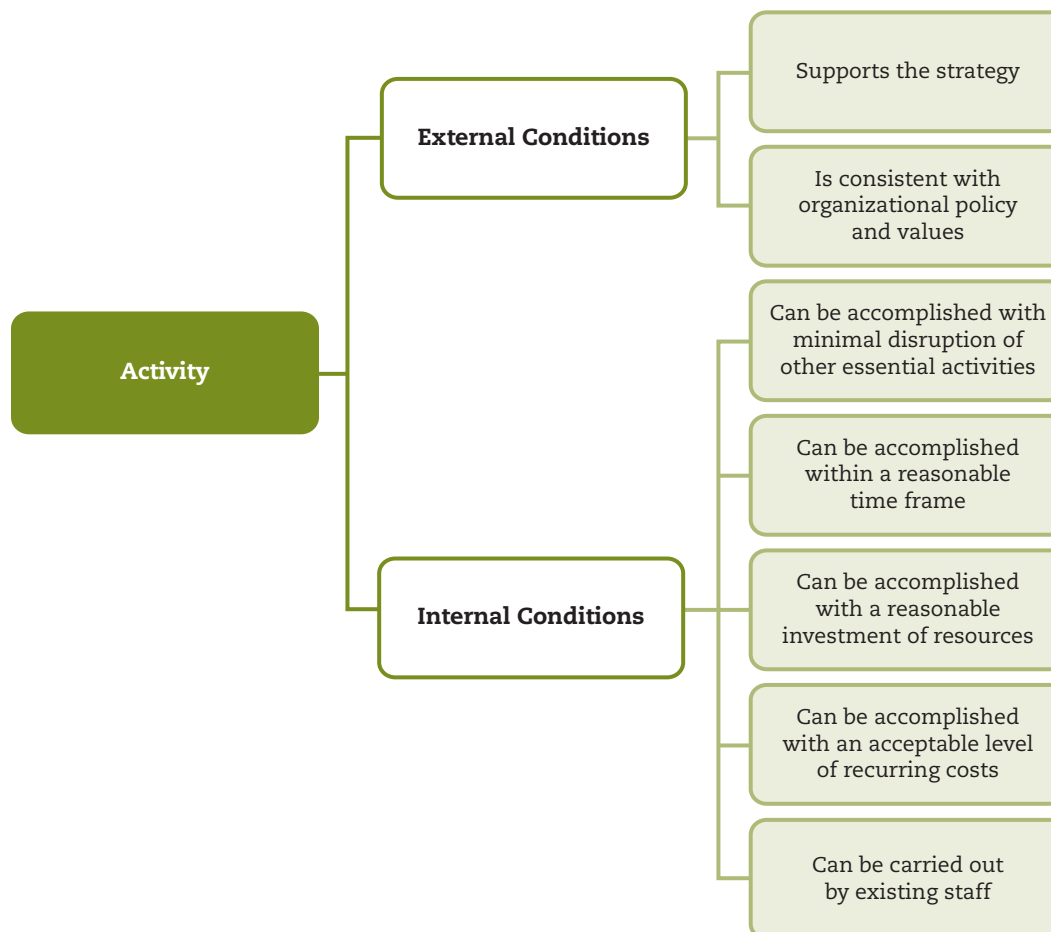 Activity
External Conditions
Supports the strategy
Is consistent with
organizational policy
and values
Internal Conditions
Can be accomplished with
minimal disruption of
other essential activities
Can be accomplished
within a reasonable
time frame
Can be accomplished
with a reasonable
investment of resources
Can be accomplished
with an acceptable level
of recurring costs
Can be carried out
by existing staff